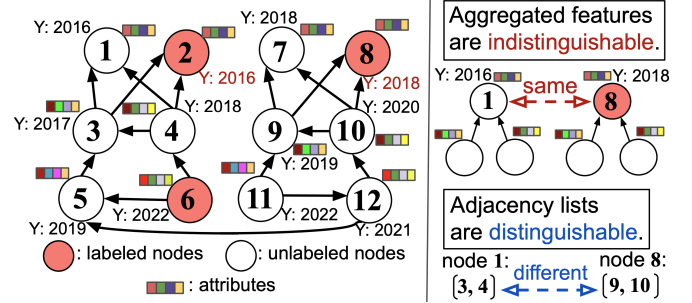 Y: 2016
1
2
Y: 2016
Y: 2018
7
8
Y: 2018
Y: 2017
3
4
Y: 2018
9
Y: 2019
10
Y: 2020
5
Y: 2019
6
Y: 2022
11
Y: 2022
12
Y: 2021
: labeled nodes
: unlabeled nodes
: attributes
Aggregated features
are indistinguishable.
Y: 2016
same
Y: 2018
1
8
Adjacency lists
are distinguishable.
node 1:
node 8:
[3, 4]
different
[9, 10]